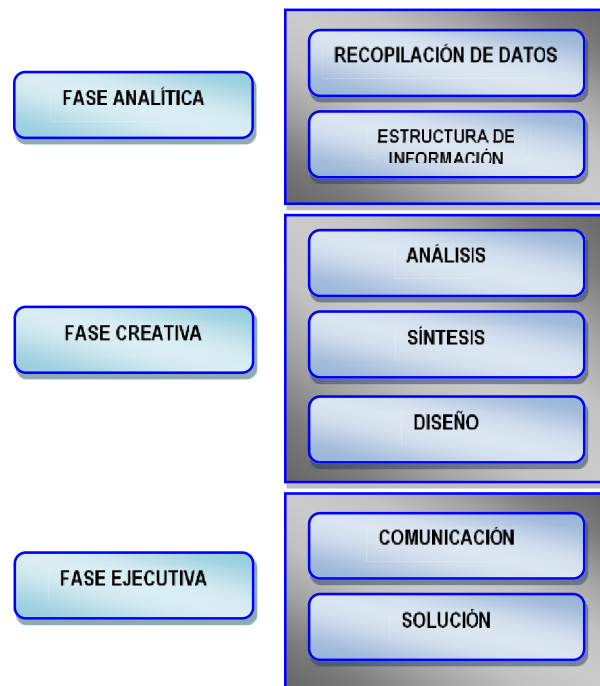 FASE ANALÍTICA
RECOPILACIÓN DE DATOS
ESTRUCTURA DE
INFORMACIÓN
FASE CREATIVA
ANÁLISIS
SÍNTESIS
DISEÑO
FASE EJECUTIVA
COMUNICACIÓN
SOLUCIÓN